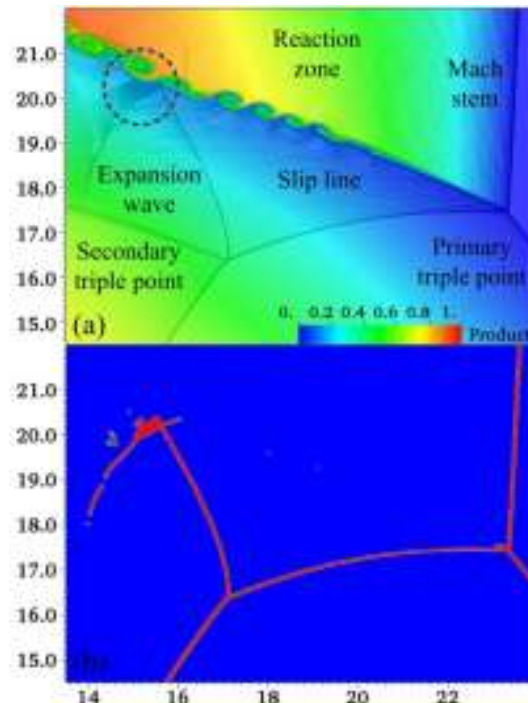 21.0
20.0
19.0
18.0
17.0
16.0
15.0
Reaction
zone
Mach
stem
Expansion
wave
Slip line
Secondary
triple point
Primary
triple point
(a)
0. 0.2 0.4 0.6 0.8 1.
Product
21.0
20.0
19.0
18.0
17.0
16.0
15.0
a
(b)
14 16 18 20 22